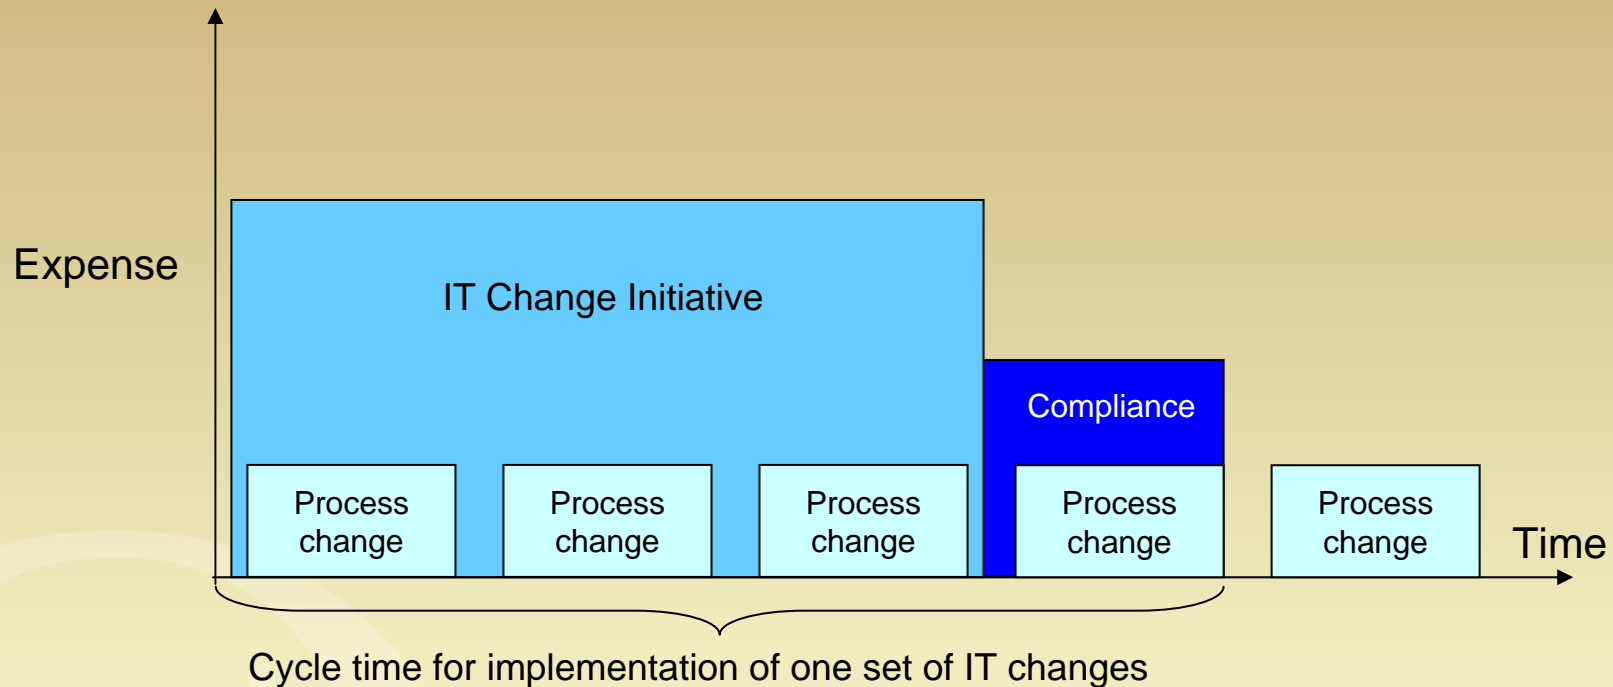 Expense
IT Change Initiative
Compliance
Process
change
Process
change
Process
change
Process
change
Process
change
Time
Cycle time for implementation of one set of IT changes